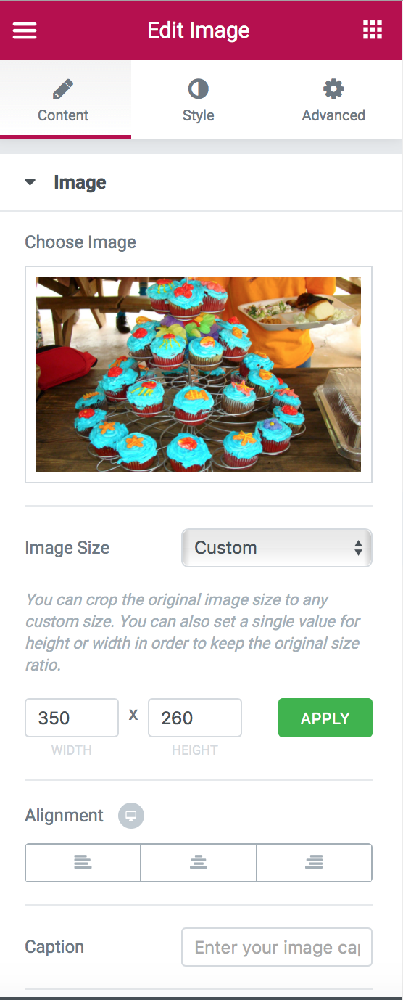 Edit Image
Content
Style
Advanced
Image
Choose Image
Image Size
Custom
You can crop the original image size to any
custom size. You can also set a single value for
height or width in order to keep the original size
ratio.
350 x 260
APPLY
WIDTH
HEIGHT
Alignment
Caption
Enter your image cap